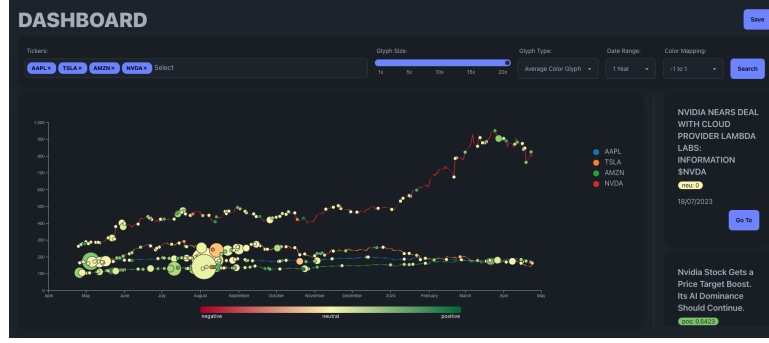 DASHBOARD
Save
Tickers:
Glyph Size:
Glyph Type:
Date Range:
Color Mapping:
AAPL × TSLA × AMZN × NVDA × Select
1x 5x 10x 15x 20x
Average Color Glyph
1 Year
-1 to 1
Search
1,000
900
800
700
600
500
400
300
200
100
0
April May June July August September October November December 2024 February March April May
AAPL
TSLA
AMZN
NVDA
negative neutral positive
NVIDIA NEARS DEAL
WITH CLOUD
PROVIDER LAMBDA
LABS:
INFORMATION
$NVDA
neu: 0
18/07/2023
Go To
Nvidia Stock Gets a
Price Target Boost.
Its AI Dominance
Should Continue.
pos: 0.5423